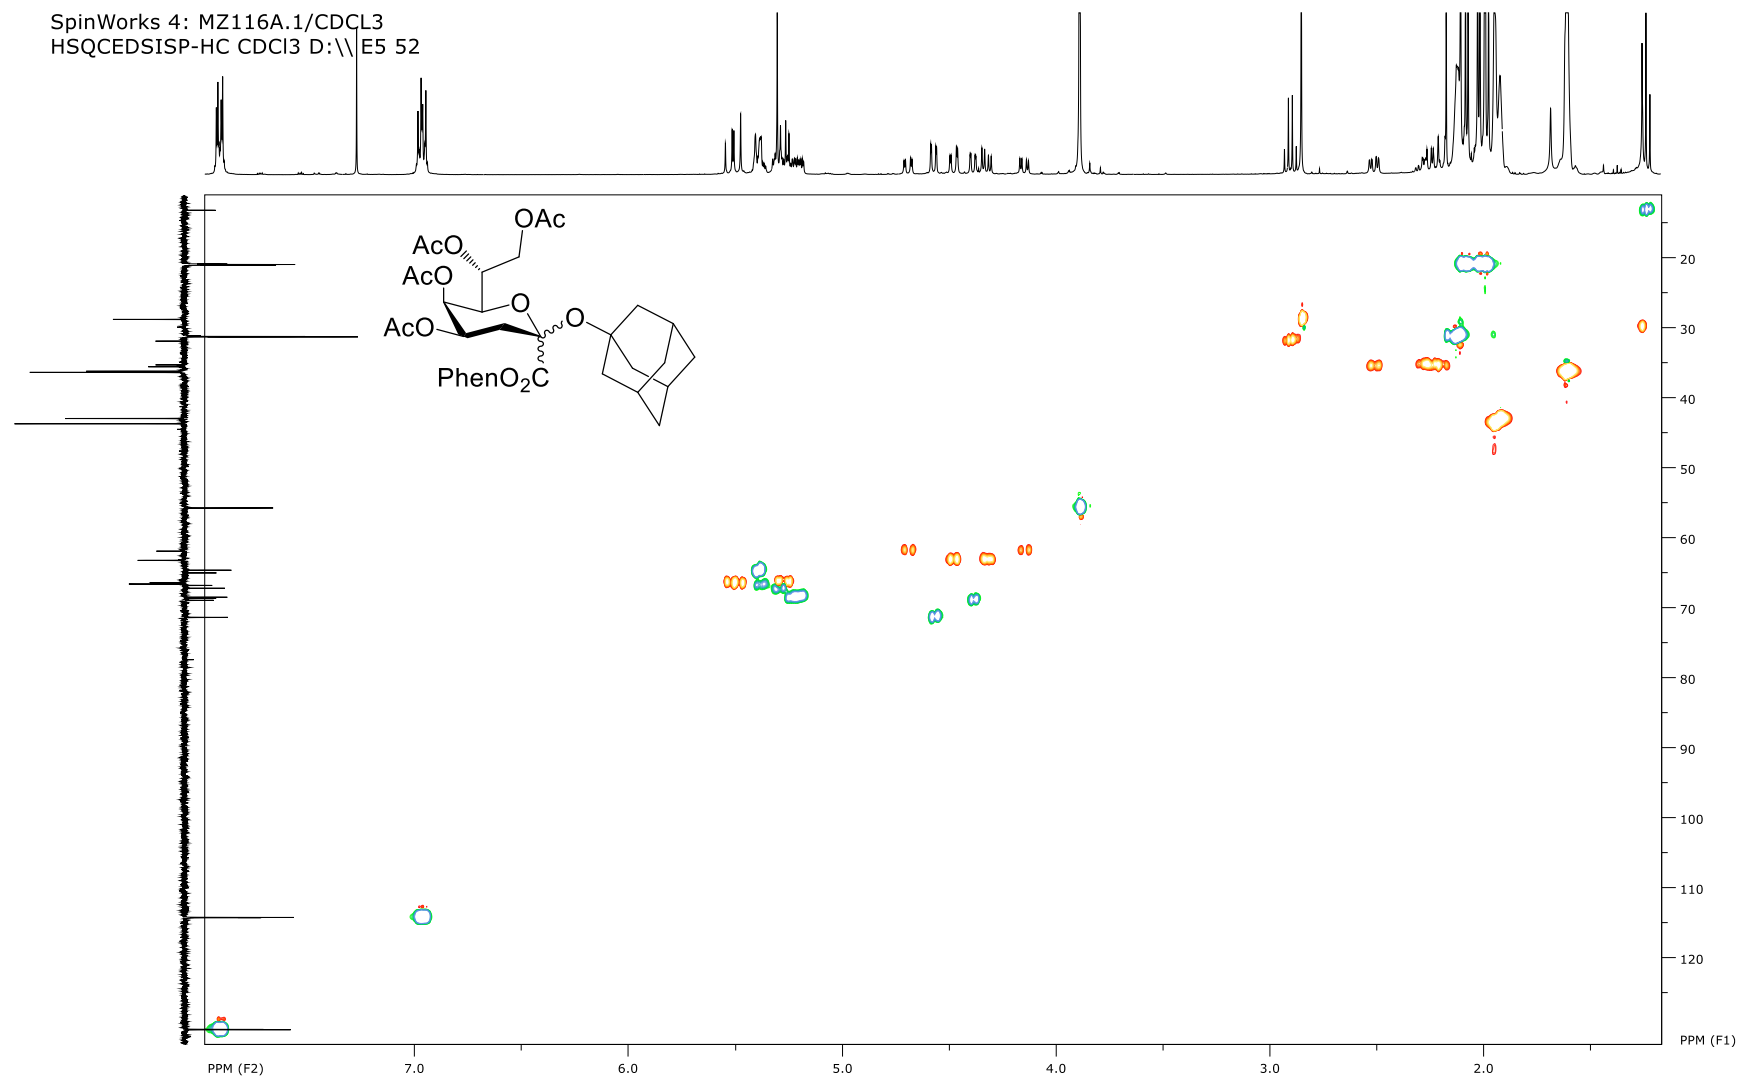 SpinWorks 4: MZ116A.1/CDCL3
HSQCEDSISP-HC CDCl3 D:\\ E5 52
OAc
AcO
AcO
O
O
AcO
PhenO2C
20
30
40
50
60
70
80
90
100
110
120
PPM (F1)
PPM (F2) 7.0 6.0 5.0 4.0 3.0 2.0